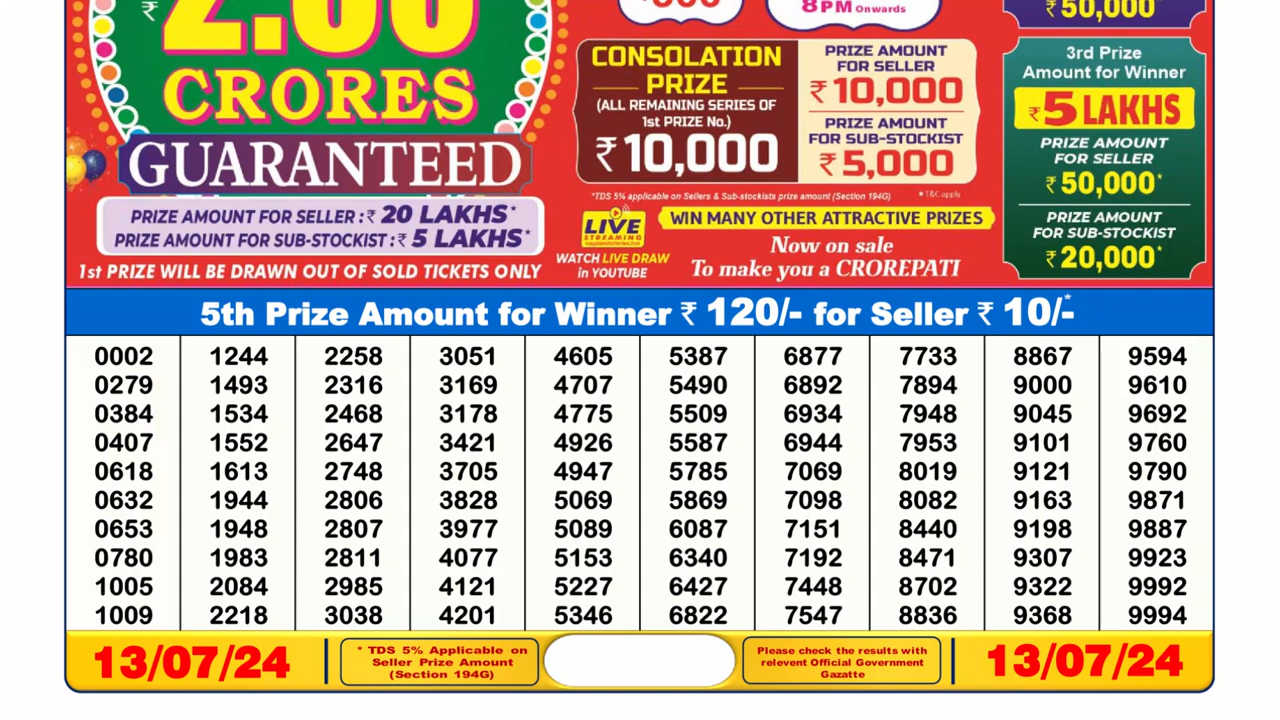 ₹ 2.00
CRORES
GUARANTEED
PRIZE AMOUNT FOR SELLER :₹ 20 LAKHS*
PRIZE AMOUNT FOR SUB-STOCKIST :₹ 5 LAKHS*
1st PRIZE WILL BE DRAWN OUT OF SOLD TICKETS ONLY
8PM Onwards
CONSOLATION
PRIZE
(ALL REMAINING SERIES OF
1st PRIZE No.)
₹10,000
PRIZE AMOUNT
FOR SELLER
₹10,000
PRIZE AMOUNT
FOR SUB-STOCKIST
₹5,000
*TDS 5% applicable on Sellers & Sub-stockists prize amount (Section 194G)
*T&C apply
LIVE
STREAMING
WATCH LIVE DRAW
in YOUTUBE
WIN MANY OTHER ATTRACTIVE PRIZES
Now on sale
To make you a CROREPATI
₹50,000*
3rd Prize
Amount for Winner
₹5 LAKHS
PRIZE AMOUNT
FOR SELLER
₹50,000*
PRIZE AMOUNT
FOR SUB-STOCKIST
₹20,000*
5th Prize Amount for Winner ₹ 120/- for Seller ₹ 10/-*
0002 1244 2258 3051 4605 5387 6877 7733 8867 9594
0279 1493 2316 3169 4707 5490 6892 7894 9000 9610
0384 1534 2468 3178 4775 5509 6934 7948 9045 9692
0407 1552 2647 3421 4926 5587 6944 7953 9101 9760
0618 1613 2748 3705 4947 5785 7069 8019 9121 9790
0632 1944 2806 3828 5069 5869 7098 8082 9163 9871
0653 1948 2807 3977 5089 6087 7151 8440 9198 9887
0780 1983 2811 4077 5153 6340 7192 8471 9307 9923
1005 2084 2985 4121 5227 6427 7448 8702 9322 9992
1009 2218 3038 4201 5346 6822 7547 8836 9368 9994
13/07/24
* TDS 5% Applicable on
Seller Prize Amount
(Section 194G)
Please check the results with
relevent Official Government
Gazatte
13/07/24